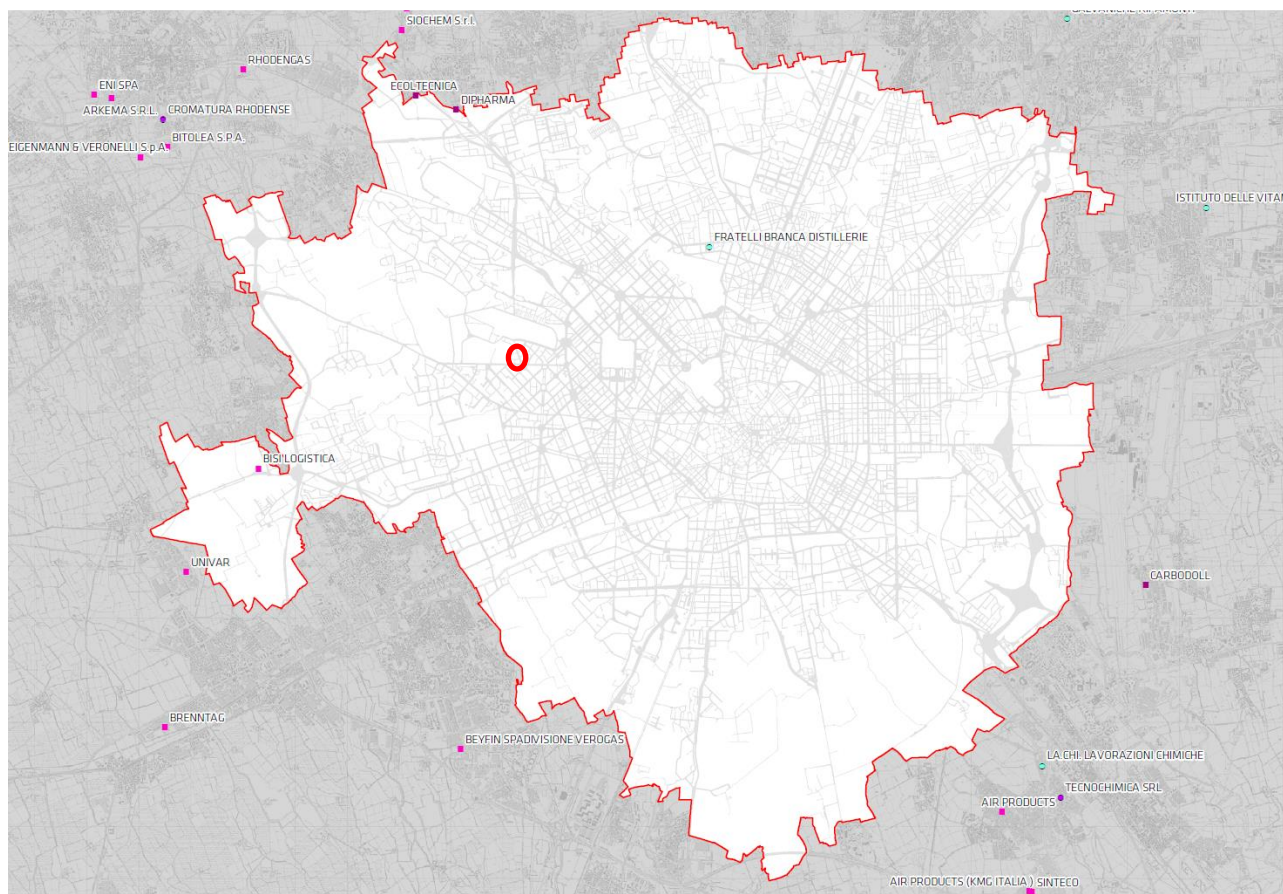 SIOCHEM S.r.l.
RHODENGAS
ENI SPA
ECOLTECNICA
DIPHARMA
ARKEMA S.R.L.
CROMATURA RHODENSE
BITOLEA S.P.A.
EIGENMANN & VERONELLI S.p.A.
ISTITUTO DELLE VITAM
FRATELLI BRANCA DISTILLERIE
BISI LOGISTICA
UNIVAR
CARBODOLL
BRENNTAG
BEYFIN SPADIVISIONE VEROGAS
LA.CHI. LAVORAZIONI CHIMICHE
TECNOCHIMICA SRL
AIR PRODUCTS
AIR PRODUCTS (KMG ITALIA )
SINTECO